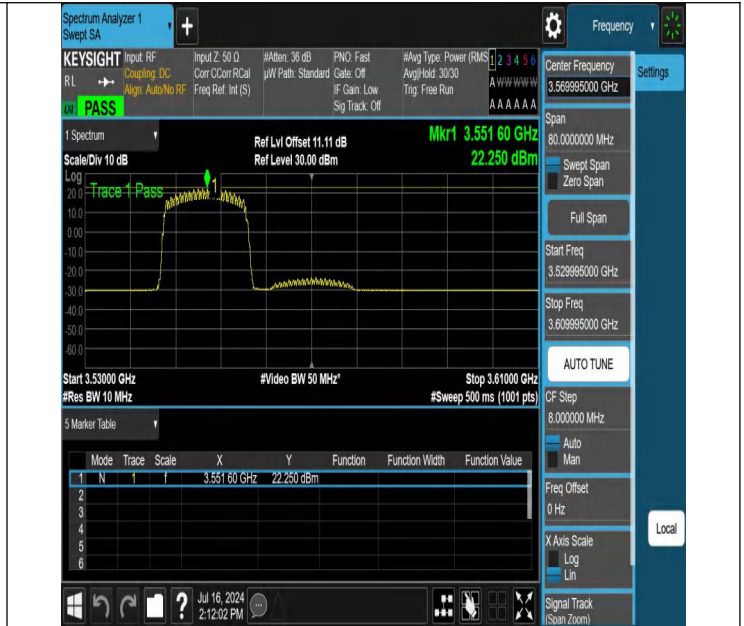 Spectrum Analyzer 1
Swept SA
Frequency
KEYSIGHT
RL
PASS
Input: RF
Coupling: DC
Align: Auto/No RF
Input Z: 50 Ω
Corr CCorr RCal
Freq Ref: Int (S)
#Atten: 36 dB
µW Path: Standard
PNO: Fast
Gate: Off
IF Gain: Low
Sig Track: Off
#Avg Type: Power (RMS
Avg|Hold: 30/30
Trig: Free Run
1 2 3 4 5 6
A W W W W W
A A A A A A
1 Spectrum
Scale/Div 10 dB
Ref Lvl Offset 11.11 dB
Ref Level 30.00 dBm
Mkr1 3.551 60 GHz
22.250 dBm
Log
Trace 1 Pass
1
20.0
10.0
0.00
-10.0
-20.0
-30.0
-40.0
-50.0
-60.0
Start 3.53000 GHz
#Video BW 50 MHz*
Stop 3.61000 GHz
#Res BW 10 MHz
#Sweep 500 ms (1001 pts)
5 Marker Table
Mode Trace Scale X Y Function Function Width Function Value
1 N 1 f 3.551 60 GHz 22.250 dBm
2
3
4
5
6
Jul 16, 2024
2:12:02 PM
Center Frequency
3.569995000 GHz
Settings
Span
80.0000000 MHz
Swept Span
Zero Span
Full Span
Start Freq
3.529995000 GHz
Stop Freq
3.609995000 GHz
AUTO TUNE
CF Step
8.000000 MHz
Auto
Man
Freq Offset
0 Hz
X Axis Scale
Log
Lin
Local
Signal Track
(Span Zoom)